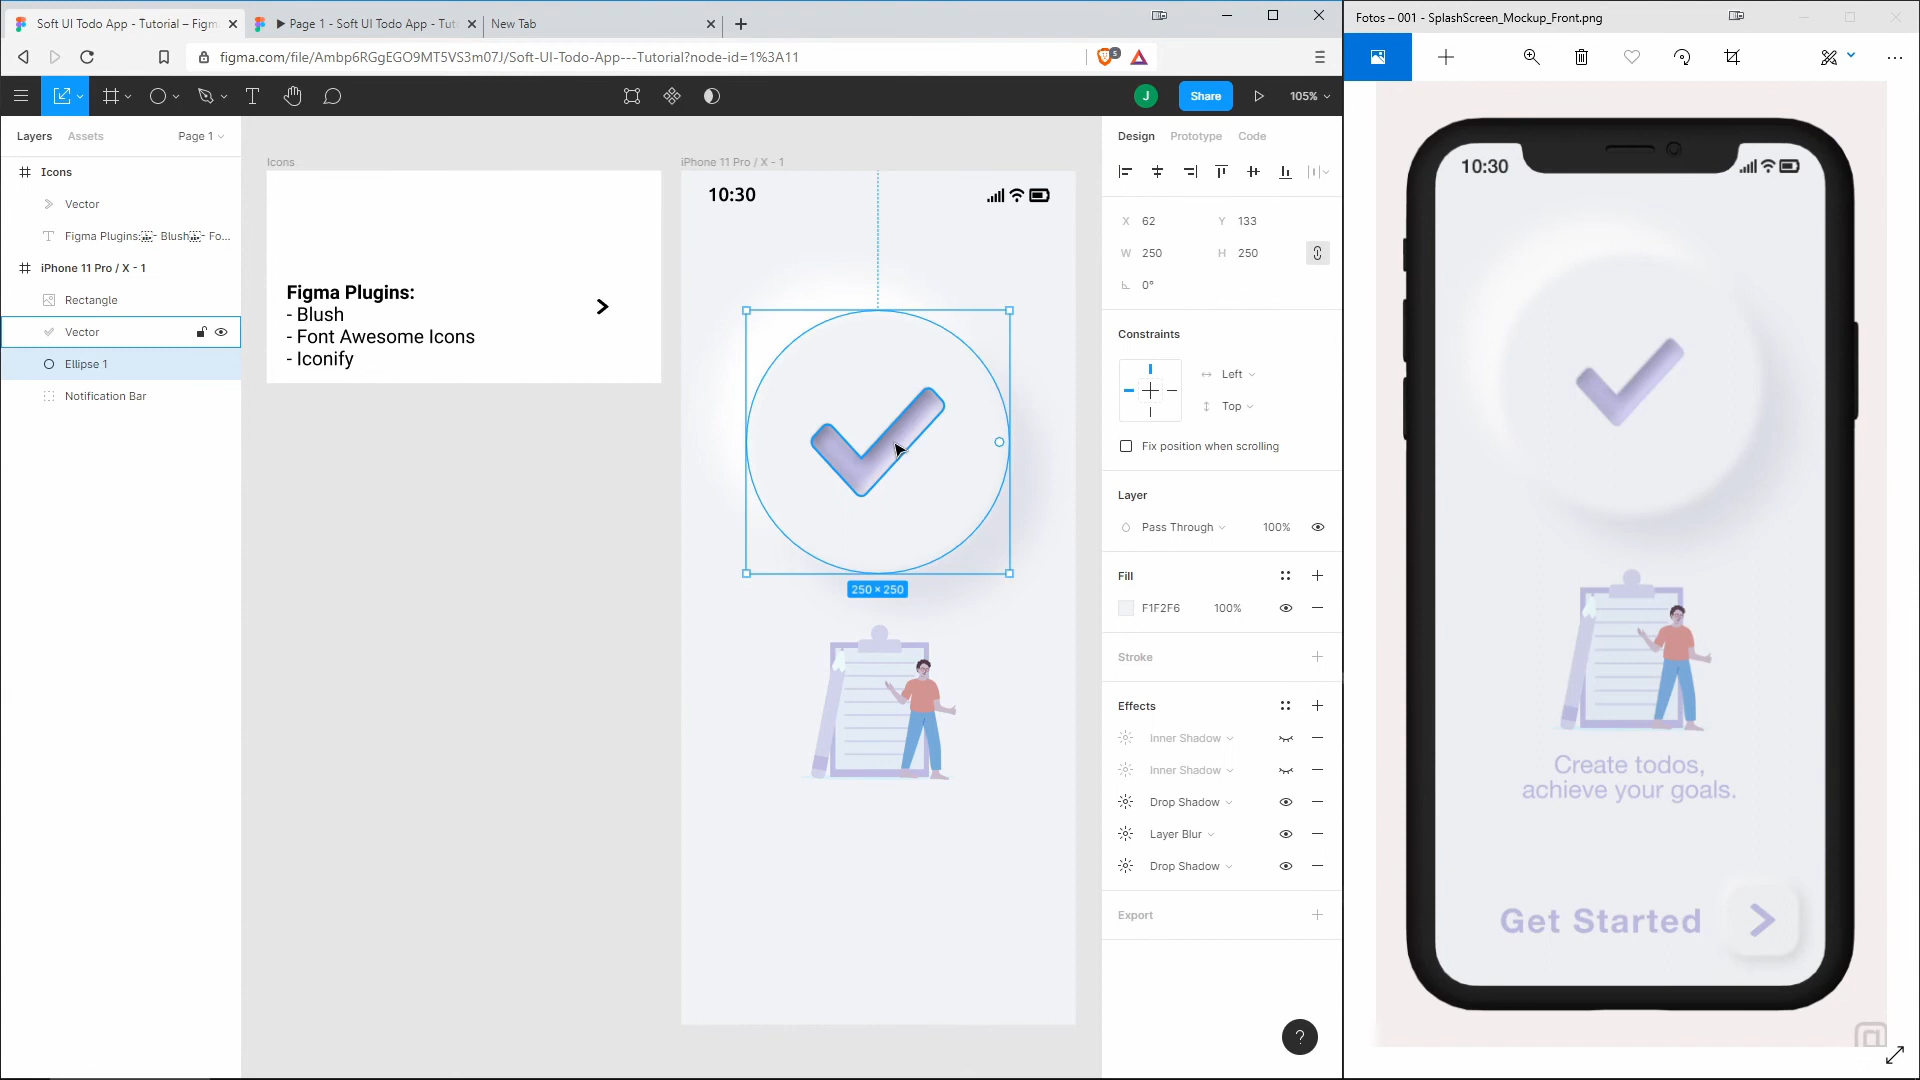 Soft UI Todo App - Tutorial – Figm
Page 1 - Soft UI Todo App - Tut
New Tab
Fotos – 001 - SplashScreen_Mockup_Front.png
figma.com/file/Ambp6RGgEGO9MT5VS3m07J/Soft-UI-Todo-App---Tutorial?node-id=1%3A11
5
J
Share
105%
Layers
Assets
Page 1
Icons
Vector
Figma Plugins: - Blush - Fo...
iPhone 11 Pro / X - 1
Rectangle
Vector
Ellipse 1
Notification Bar
Icons
Figma Plugins:
- Blush
- Font Awesome Icons
- Iconify
iPhone 11 Pro / X - 1
10:30
250 × 250
Design
Prototype
Code
X 62
Y 133
W 250
H 250
0°
Constraints
Left
Top
Fix position when scrolling
Layer
Pass Through
100%
Fill
F1F2F6
100%
Stroke
Effects
Inner Shadow
Inner Shadow
Drop Shadow
Layer Blur
Drop Shadow
Export
?
10:30
Create todos,
achieve your goals.
Get Started